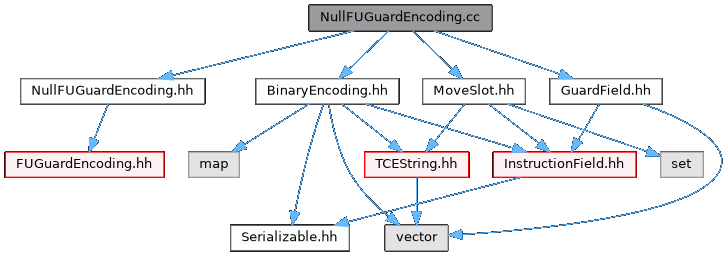 NullFUGuardEncoding.cc
NullFUGuardEncoding.hh
BinaryEncoding.hh
MoveSlot.hh
GuardField.hh
FUGuardEncoding.hh
map
TCEString.hh
InstructionField.hh
set
Serializable.hh
vector